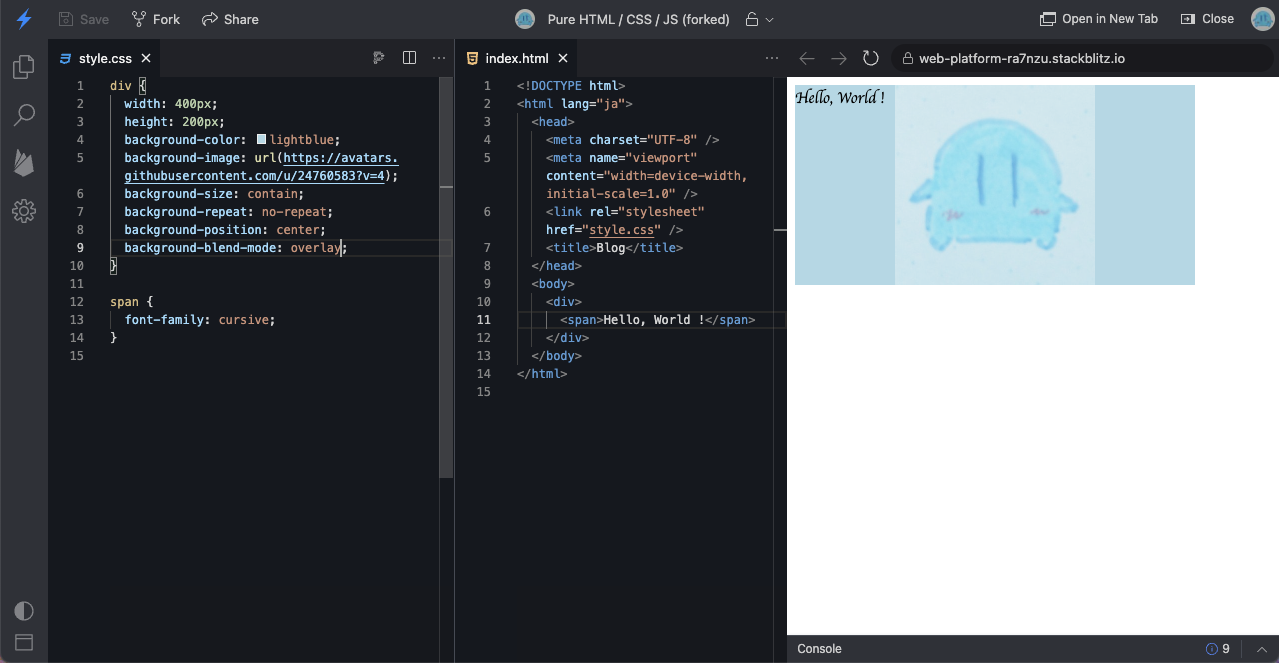 Save
Fork
Share
Pure HTML / CSS / JS (forked)
Open in New Tab
Close
style.css
index.html
web-platform-ra7nzu.stackblitz.io
1 div {
2 width: 400px;
3 height: 200px;
4 background-color: lightblue;
5 background-image: url(https://avatars.
githubusercontent.com/u/24760583?v=4);
6 background-size: contain;
7 background-repeat: no-repeat;
8 background-position: center;
9 background-blend-mode: overlay;
10 }
11
12 span {
13 font-family: cursive;
14 }
15
1 <!DOCTYPE html>
2 <html lang="ja">
3 <head>
4 <meta charset="UTF-8" />
5 <meta name="viewport"
content="width=device-width,
initial-scale=1.0" />
6 <link rel="stylesheet"
href="style.css" />
7 <title>Blog</title>
8 </head>
9 <body>
10 <div>
11 <span>Hello, World !</span>
12 </div>
13 </body>
14 </html>
15
Hello, World !
Console
9